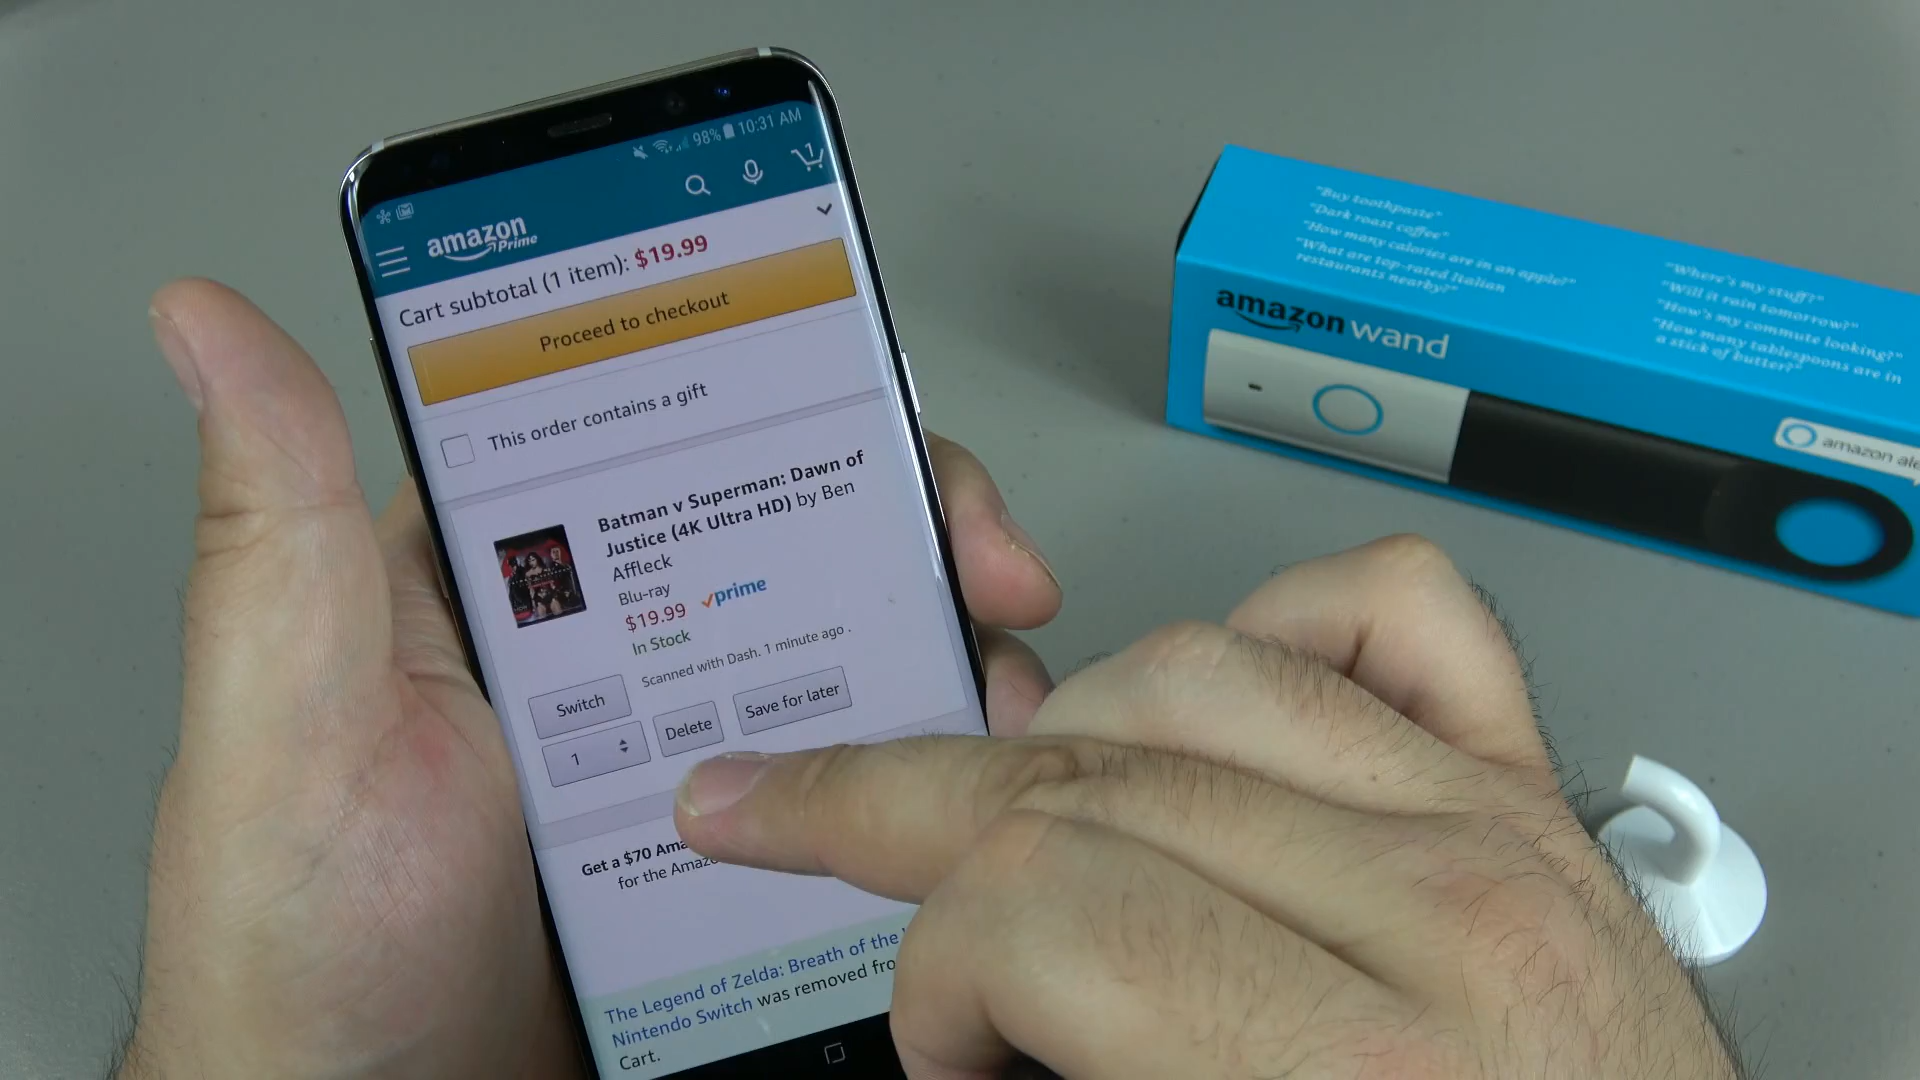 98% 10:31 AM
1
amazon
Prime
Cart subtotal (1 item): $19.99
Proceed to checkout
This order contains a gift
Batman v Superman: Dawn of
Justice (4K Ultra HD) by Ben
Affleck
Blu-ray
$19.99 prime
In Stock
Scanned with Dash. 1 minute ago .
Switch
1
Delete
Save for later
Get a $70 Ama
for the Amazo
The Legend of Zelda: Breath of the
Nintendo Switch was removed fro
Cart.
"Buy toothpaste"
"Dark roast coffee"
"How many calories are in an apple?"
"What are top-rated Italian
restaurants nearby?"
"Where's my stuff?"
"Will it rain tomorrow?"
"How's my commute looking?"
"How many tablespoons are in
a stick of butter?"
amazon wand
amazon ale